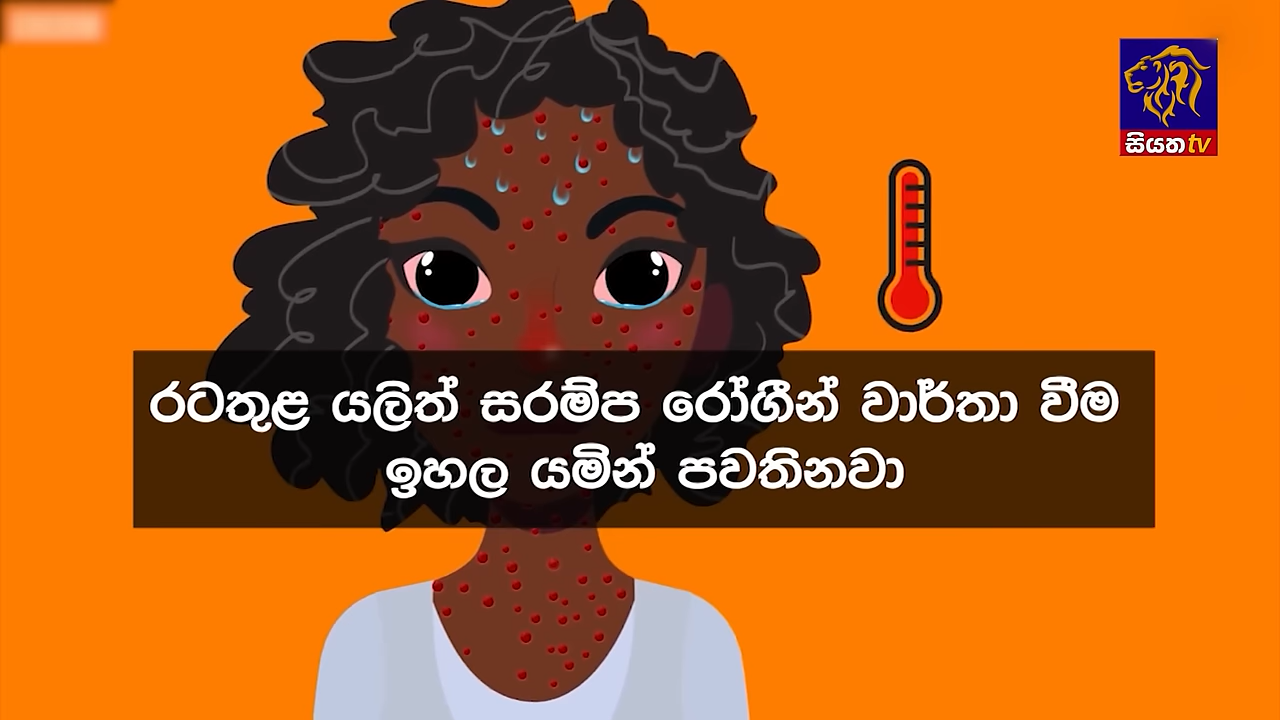 සියත tv
රටතුළ යලිත් සරම්ප රෝගීන් වාර්තා වීම
ඉහල යමින් පවතිනවා